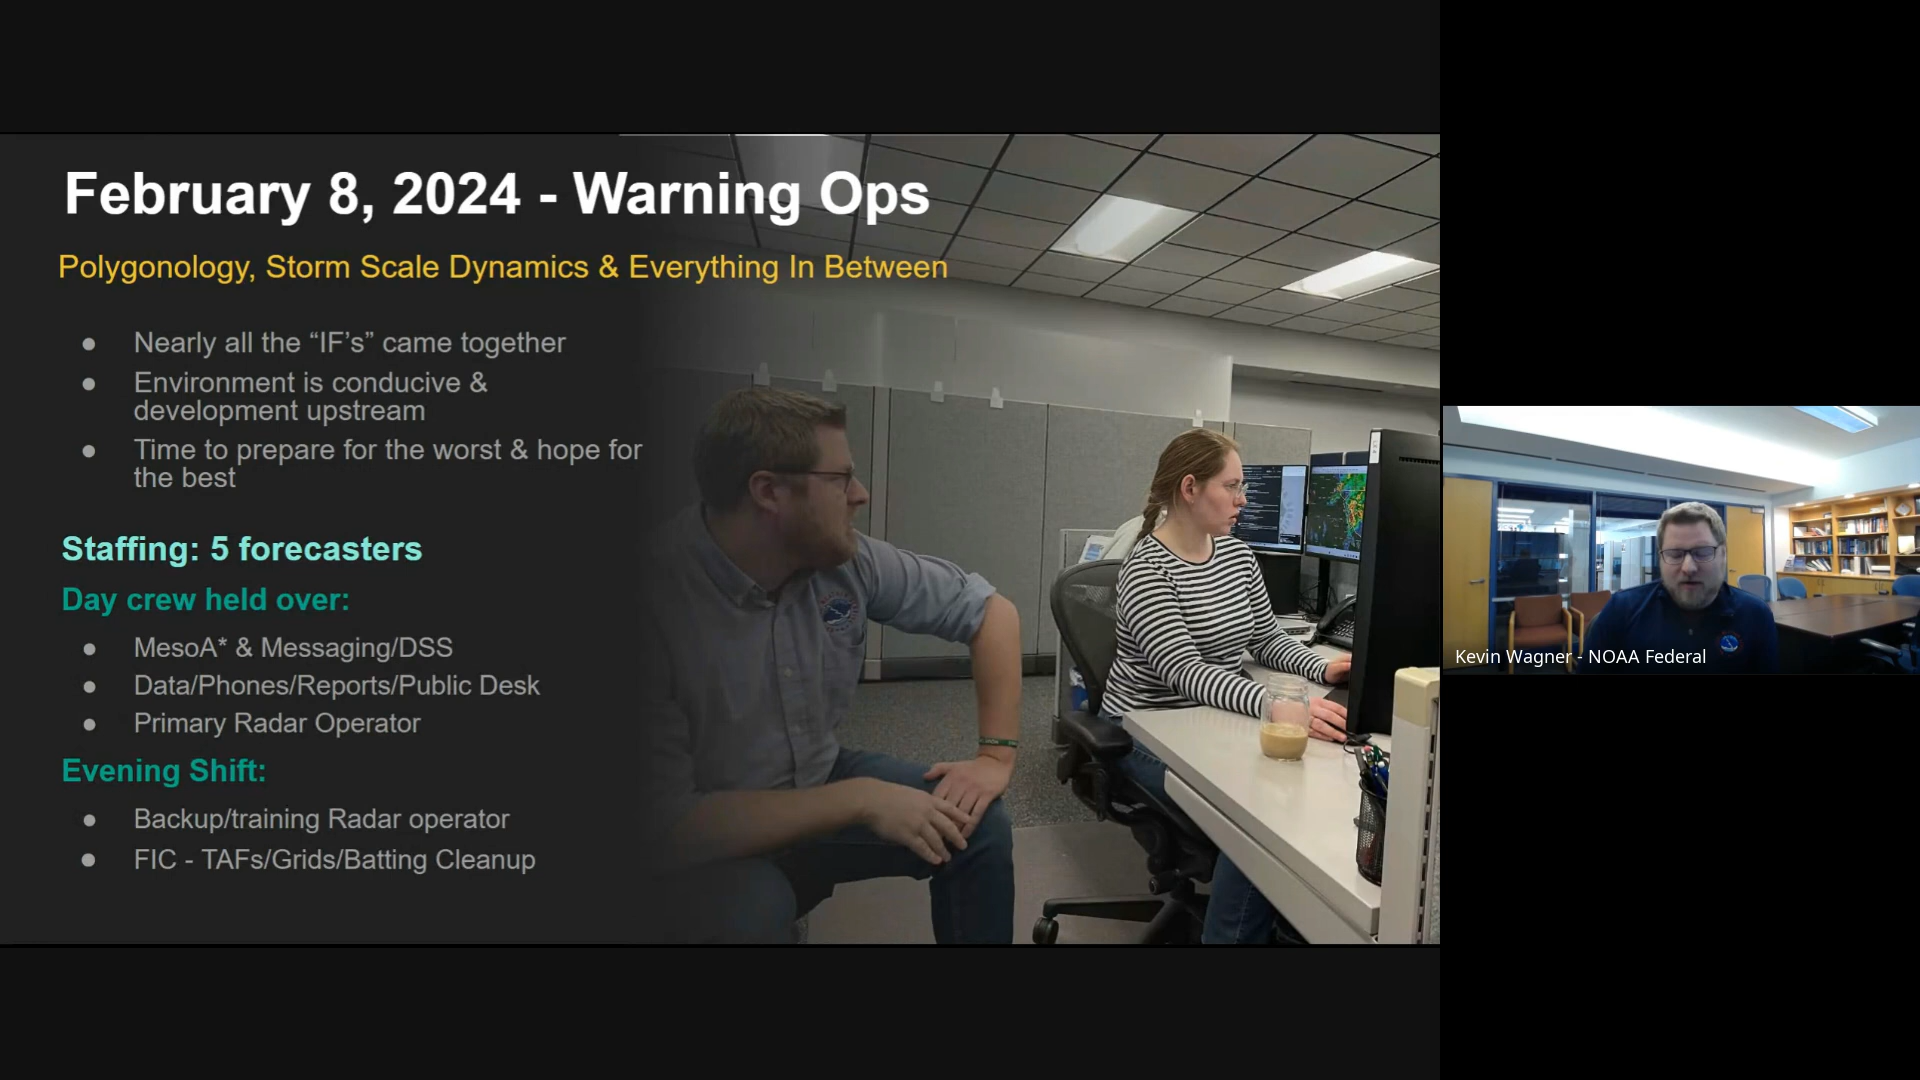 February 8, 2024 - Warning Ops
Polygonology, Storm Scale Dynamics & Everything In Between
● Nearly all the “IF’s” came together
● Environment is conducive &
development upstream
● Time to prepare for the worst & hope for
the best
Staffing: 5 forecasters
Day crew held over:
● MesoA* & Messaging/DSS
● Data/Phones/Reports/Public Desk
● Primary Radar Operator
Evening Shift:
● Backup/training Radar operator
● FIC - TAFs/Grids/Batting Cleanup
Kevin Wagner - NOAA Federal